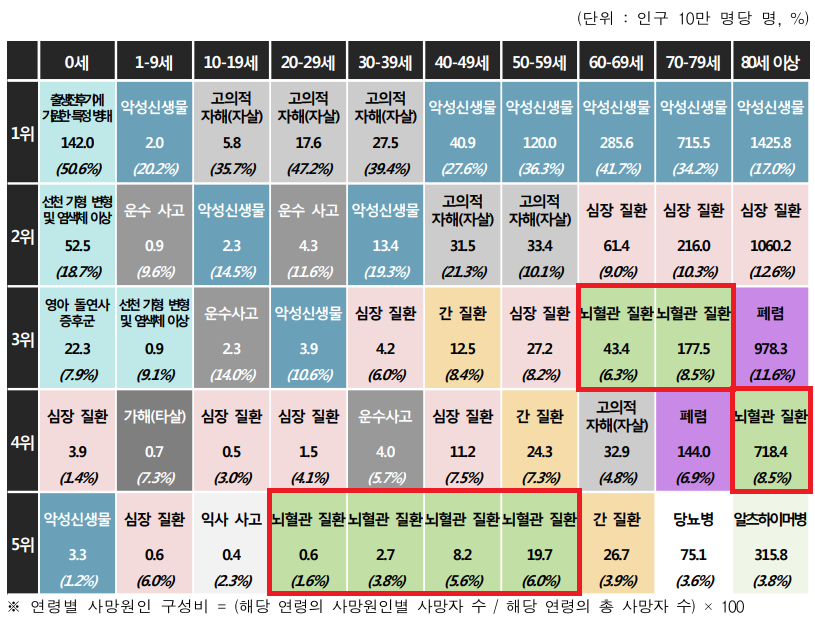 (단위 : 인구 10만 명당 명, %)
0세 1-9세 10-19세 20-29세 30-39세 40-49세 50-59세 60-69세 70-79세 80세 이상
1위
출생전후기에 기원한 특정 병태 142.0 (50.6%)
악성신생물 2.0 (20.2%)
고의적 자해(자살) 5.8 (35.7%)
고의적 자해(자살) 17.6 (47.2%)
고의적 자해(자살) 27.5 (39.4%)
악성신생물 40.9 (27.6%)
악성신생물 120.0 (36.3%)
악성신생물 285.6 (41.7%)
악성신생물 715.5 (34.2%)
악성신생물 1425.8 (17.0%)
2위
선천 기형 변형 및 염색체 이상 52.5 (18.7%)
운수 사고 0.9 (9.6%)
악성신생물 2.3 (14.5%)
운수 사고 4.3 (11.6%)
악성신생물 13.4 (19.3%)
고의적 자해(자살) 31.5 (21.3%)
고의적 자해(자살) 33.4 (10.1%)
심장 질환 61.4 (9.0%)
심장 질환 216.0 (10.3%)
심장 질환 1060.2 (12.6%)
3위
영아 돌연사 증후군 22.3 (7.9%)
선천 기형 변형 및 염색체 이상 0.9 (9.1%)
운수사고 2.3 (14.0%)
악성신생물 3.9 (10.6%)
심장 질환 4.2 (6.0%)
간 질환 12.5 (8.4%)
심장 질환 27.2 (8.2%)
뇌혈관 질환 43.4 (6.3%)
뇌혈관 질환 177.5 (8.5%)
폐렴 978.3 (11.6%)
4위
심장 질환 3.9 (1.4%)
가해(타살) 0.7 (7.3%)
심장 질환 0.5 (3.0%)
심장 질환 1.5 (4.1%)
운수사고 4.0 (5.7%)
심장 질환 11.2 (7.5%)
간 질환 24.3 (7.3%)
고의적 자해(자살) 32.9 (4.8%)
폐렴 144.0 (6.9%)
뇌혈관 질환 718.4 (8.5%)
5위
악성신생물 3.3 (1.2%)
심장 질환 0.6 (6.0%)
익사 사고 0.4 (2.3%)
뇌혈관 질환 0.6 (1.6%)
뇌혈관 질환 2.7 (3.8%)
뇌혈관 질환 8.2 (5.6%)
뇌혈관 질환 19.7 (6.0%)
간 질환 26.7 (3.9%)
당뇨병 75.1 (3.6%)
알츠하이머병 315.8 (3.8%)
※ 연령별 사망원인 구성비 = (해당 연령의 사망원인별 사망자 수 / 해당 연령의 총 사망자 수) × 100